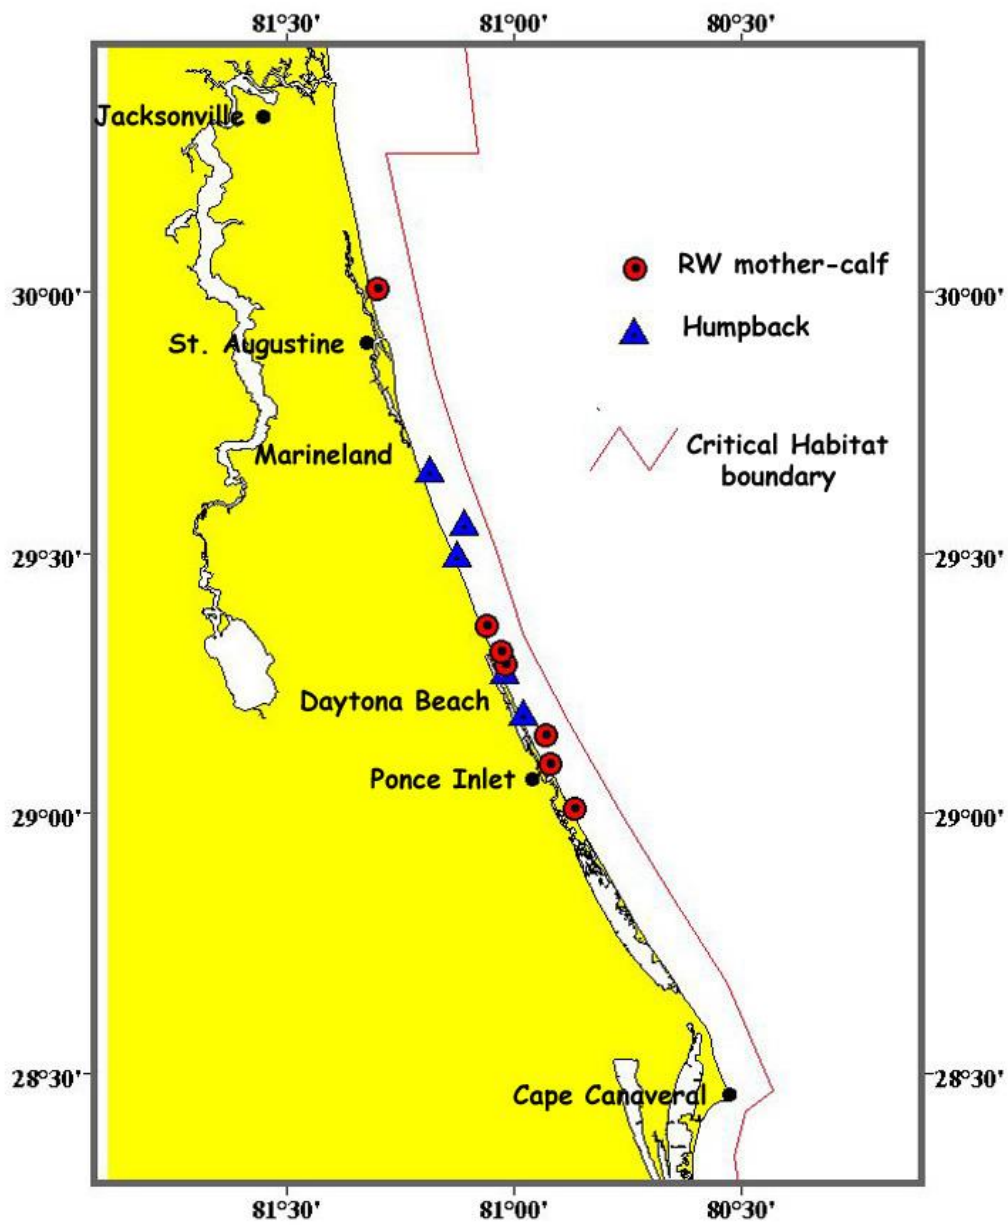 81°30' 81°00' 80°30'
Jacksonville
RW mother-calf
30°00' 30°00'
Humpback
St. Augustine
Critical Habitat
boundary
Marineland
29°30' 29°30'
Daytona Beach
Ponce Inlet
29°00' 29°00'
28°30' 28°30'
Cape Canaveral
81°30' 81°00' 80°30'